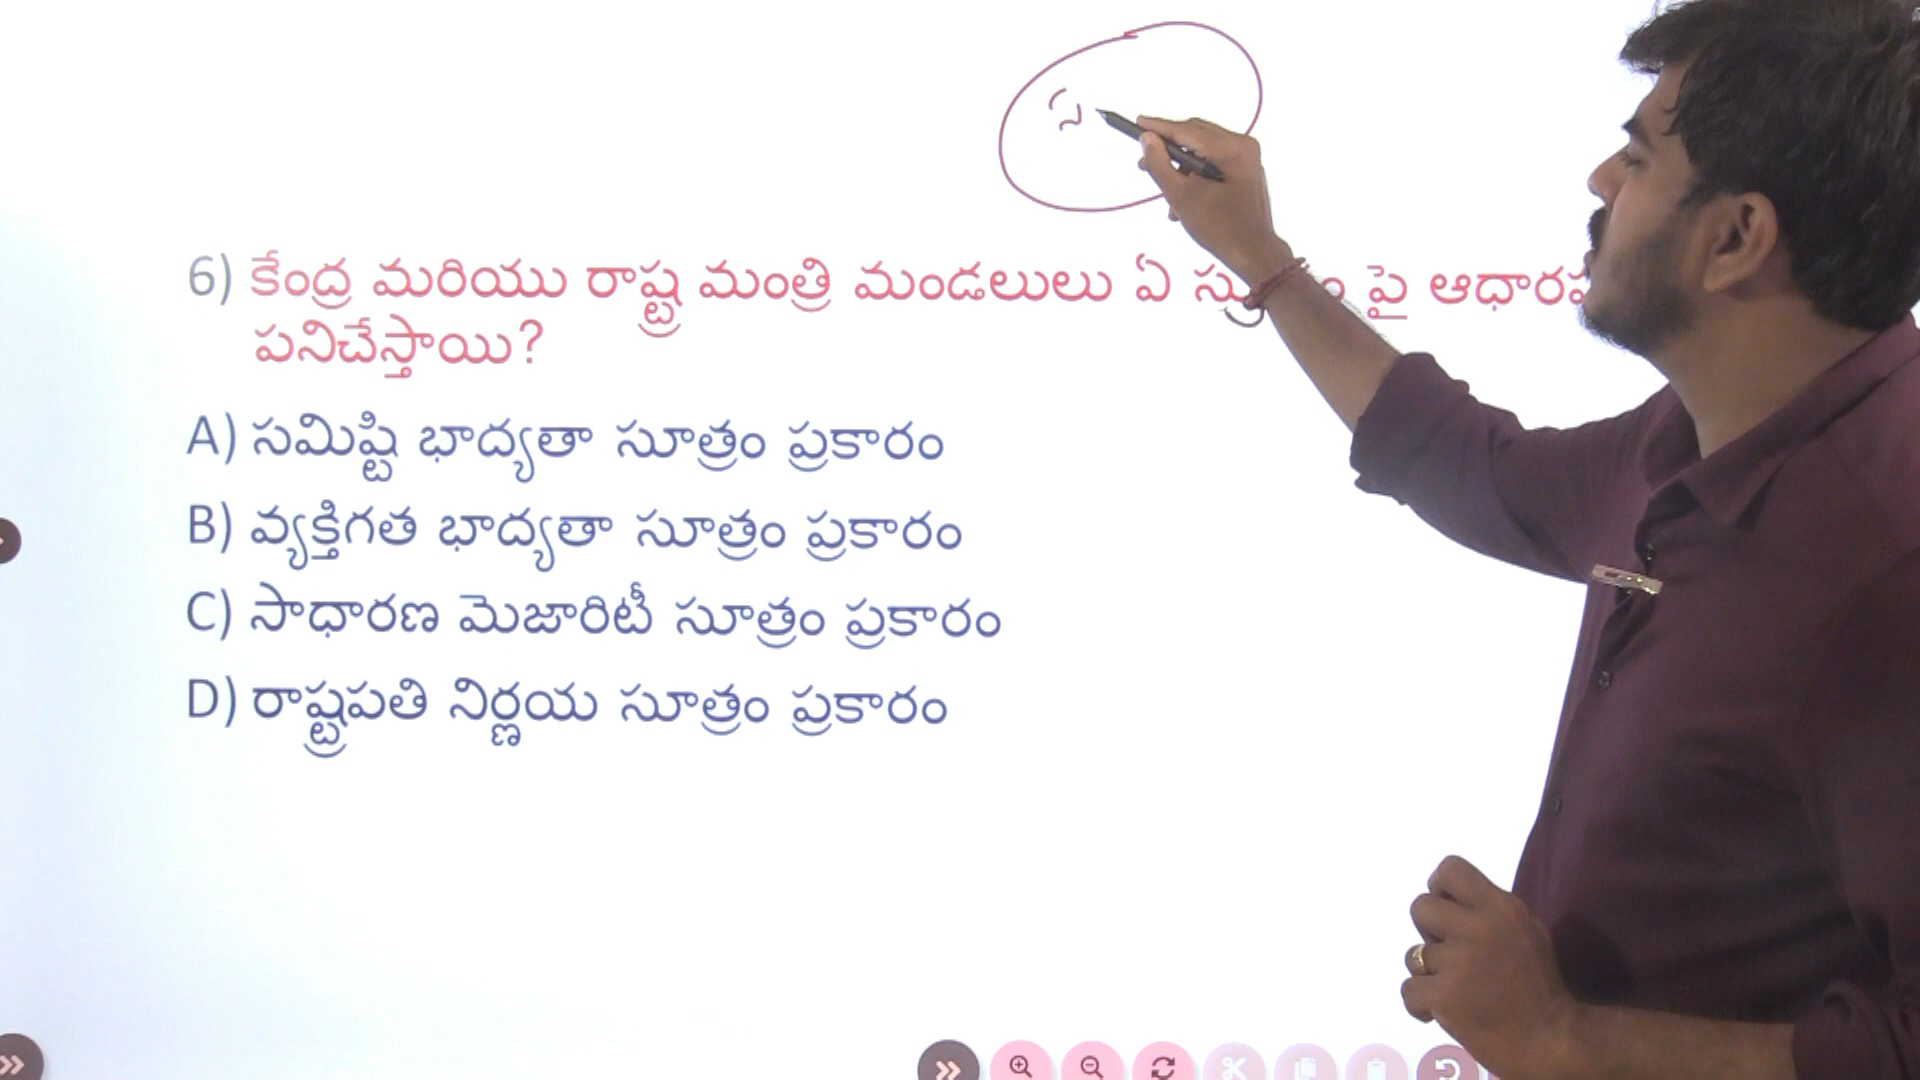 స
6) కేంద్ర మరియు రాష్ట్ర మంత్రి మండలులు ఏ పై
పనిచేస్తాయి?
A) సమిష్టి భాద్యతా సూత్రం ప్రకారం
B) వ్యక్తిగత భాద్యతా సూత్రం ప్రకారం
C) సాధారణ మెజారిటీ సూత్రం ప్రకారం
D) రాష్ట్రపతి నిర్ణయ సూత్రం ప్రకారం